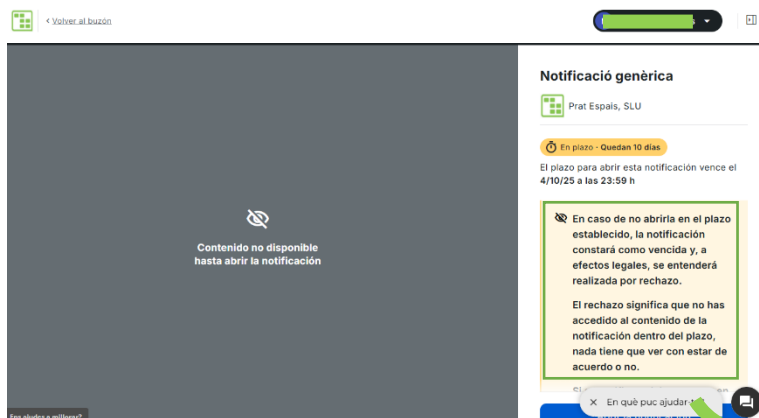 < Volver al buzón
Notificació genèrica
Prat Espais, SLU
En plazo - Quedan 10 días
El plazo para abrir esta notificación vence el
4/10/25 a las 23:59 h
Contenido no disponible
hasta abrir la notificación
En caso de no abrirla en el plazo
establecido, la notificación
constará como vencida y, a
efectos legales, se entenderá
realizada por rechazo.
El rechazo significa que no has
accedido al contenido de la
notificación dentro del plazo,
nada tiene que ver con estar de
acuerdo o no.
× En què puc ajudar
Ens ajudes a millorar?